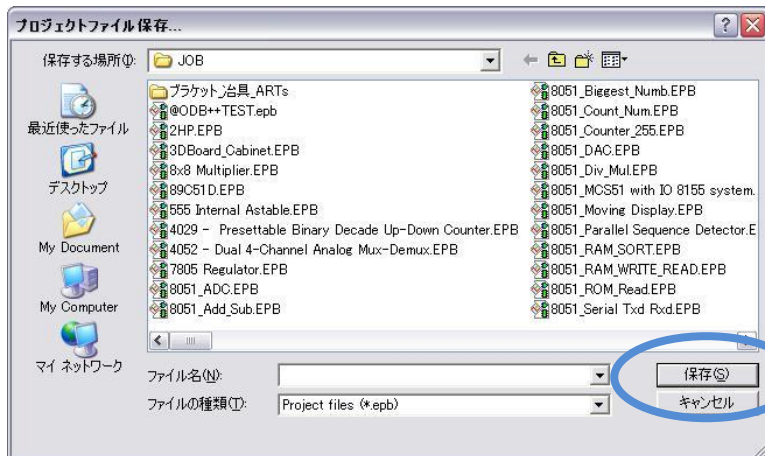 プロジェクトファイル保存...
保存する場所(I):
JOB
最近使ったファイル
デスクトップ
My Document
My Computer
マイ ネットワーク
ブラケット_冶具_ARTs
@ODB++TEST.epb
2HP.EPB
3DBoard_Cabinet.EPB
8x8 Multiplier.EPB
89C51D.EPB
555 Internal Astable.EPB
4029 - Presettable Binary Decade Up-Down Counter.EPB
4052 - Dual 4-Channel Analog Mux-Demux.EPB
7805 Regulator.EPB
8051_ADC.EPB
8051_Add_Sub.EPB
8051_Biggest_Numb.EPB
8051_Count_Num.EPB
8051_Counter_255.EPB
8051_DAC.EPB
8051_Div_Mul.EPB
8051_MCS51 with IO 8155 system.
8051_Moving Display.EPB
8051_Parallel Sequence Detector.E
8051_RAM_SORT.EPB
8051_RAM_WRITE_READ.EPB
8051_ROM_Read.EPB
8051_Serial Txd Rxd.EPB
ファイル名(N):
保存(S)
ファイルの種類(T):
Project files (*.epb)
キャンセル